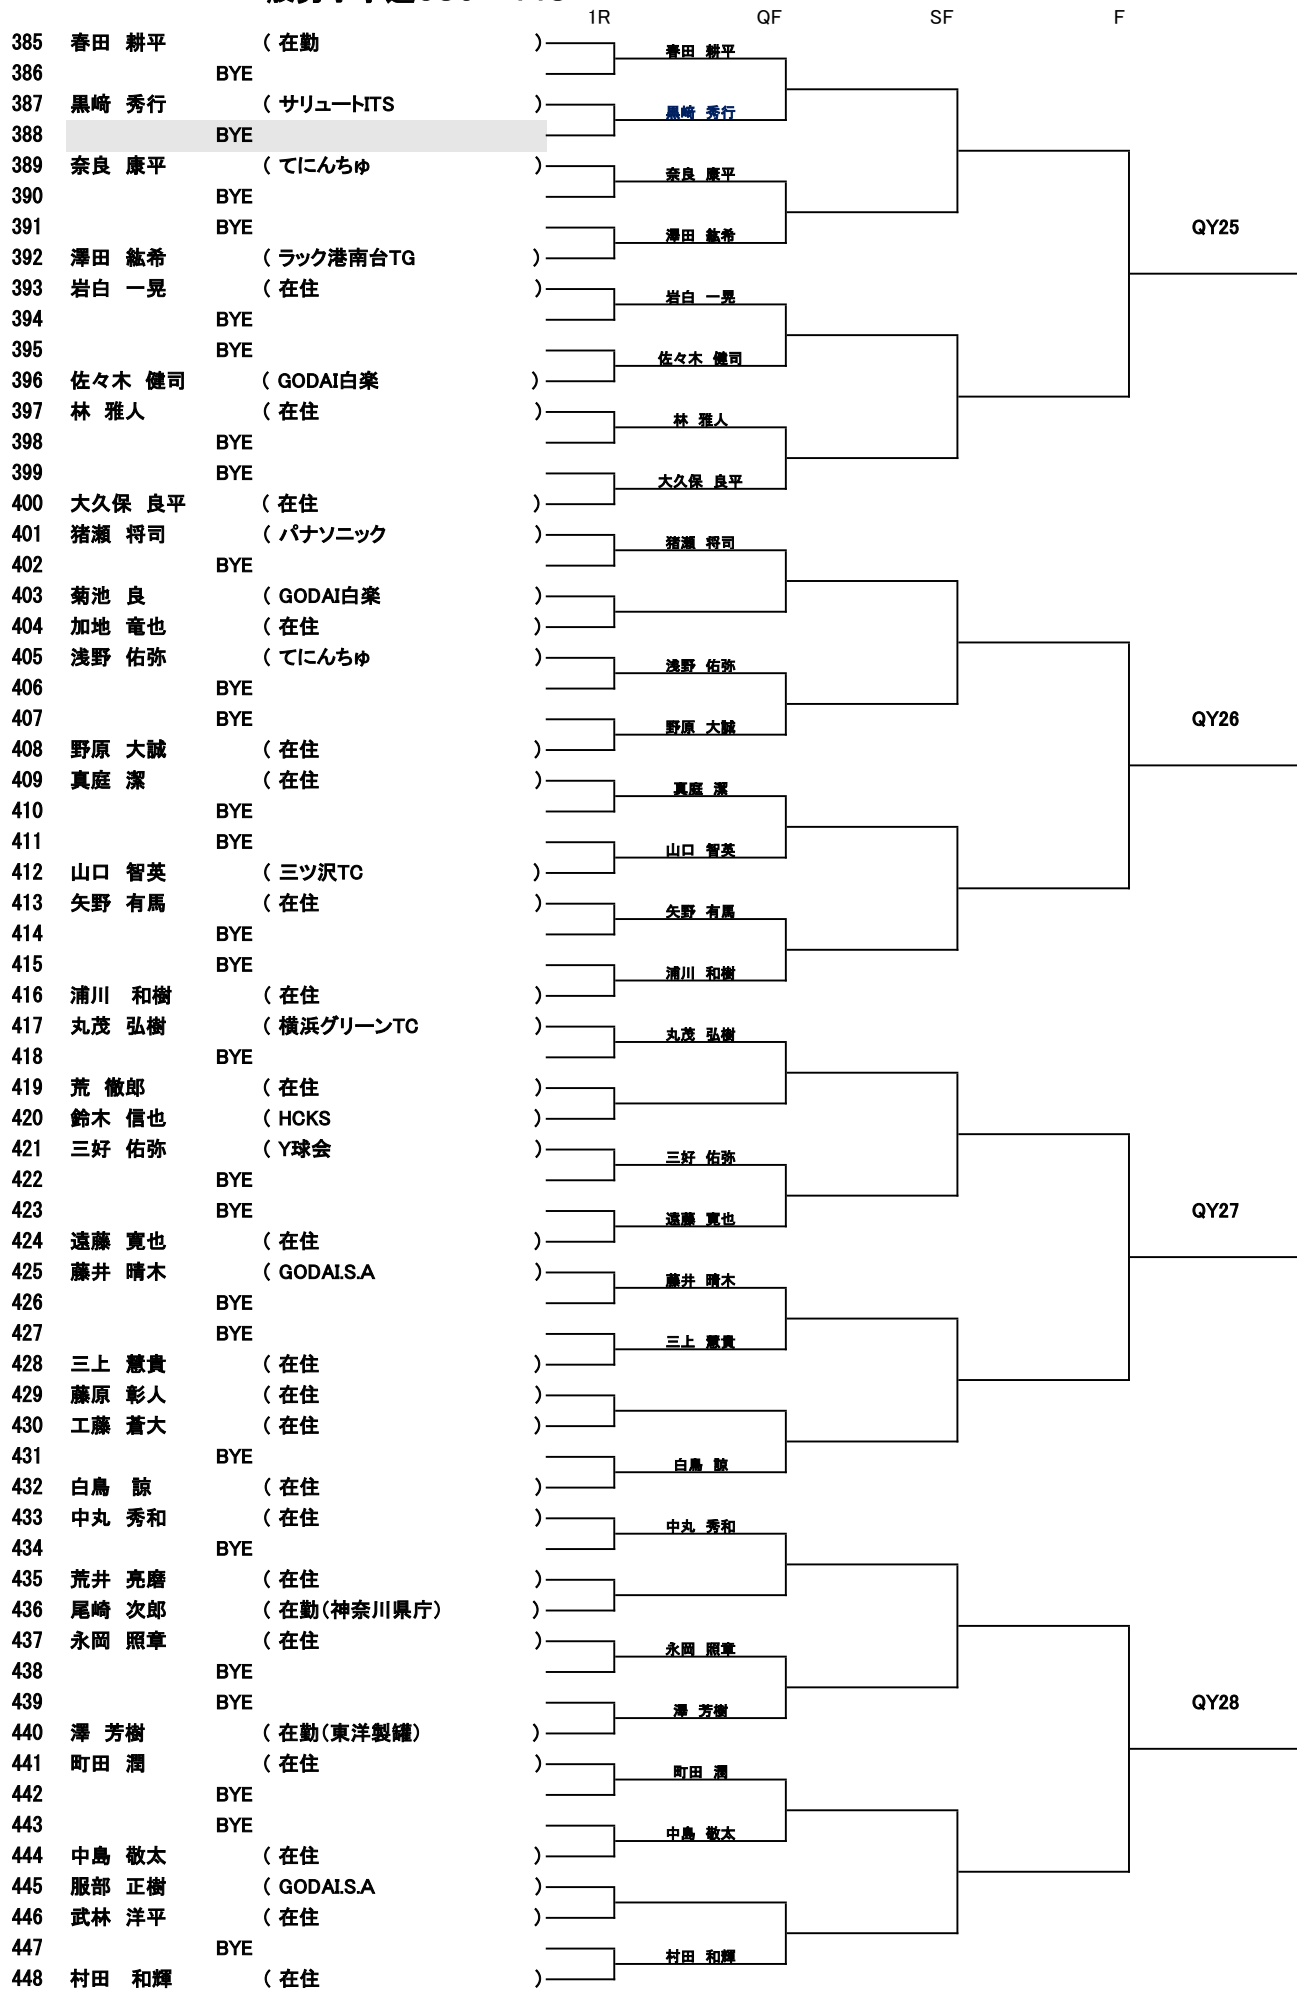 1R QF SF F
385 春田 耕平 ( 在勤 ) 春田 耕平
386 BYE
387 黒﨑 秀行 ( サリュートITS ) 黒﨑 秀行
388 BYE
389 奈良 康平 ( てにんちゅ ) 奈良 康平
390 BYE
391 BYE QY25
392 澤田 紘希 ( ラック港南台TG ) 澤田 紘希
393 岩白 一晃 ( 在住 ) 岩白 一晃
394 BYE
395 BYE
396 佐々木 健司 ( GODAI白楽 ) 佐々木 健司
397 林 雅人 ( 在住 ) 林 雅人
398 BYE
399 BYE
400 大久保 良平 ( 在住 ) 大久保 良平
401 猪瀬 将司 ( パナソニック ) 猪瀬 将司
402 BYE
403 菊池 良 ( GODAI白楽 )
404 加地 竜也 ( 在住 )
405 浅野 佑弥 ( てにんちゅ ) 浅野 佑弥
406 BYE
407 BYE QY26
408 野原 大誠 ( 在住 ) 野原 大誠
409 真庭 潔 ( 在住 ) 真庭 潔
410 BYE
411 BYE
412 山口 智英 ( 三ツ沢TC ) 山口 智英
413 矢野 有馬 ( 在住 ) 矢野 有馬
414 BYE
415 BYE
416 浦川 和樹 ( 在住 ) 浦川 和樹
417 丸茂 弘樹 ( 横浜グリーンTC ) 丸茂 弘樹
418 BYE
419 荒 徹郎 ( 在住 )
420 鈴木 信也 ( HCKS )
421 三好 佑弥 ( Y球会 ) 三好 佑弥
422 BYE
423 BYE QY27
424 遠藤 寛也 ( 在住 ) 遠藤 寛也
425 藤井 晴木 ( GODAI.S.A ) 藤井 晴木
426 BYE
427 BYE
428 三上 慧貴 ( 在住 ) 三上 慧貴
429 藤原 彰人 ( 在住 )
430 工藤 蒼大 ( 在住 )
431 BYE
432 白鳥 諒 ( 在住 ) 白鳥 諒
433 中丸 秀和 ( 在住 ) 中丸 秀和
434 BYE
435 荒井 亮磨 ( 在住 )
436 尾崎 次郎 ( 在勤(神奈川県庁) )
437 永岡 照章 ( 在住 ) 永岡 照章
438 BYE
439 BYE QY28
440 澤 芳樹 ( 在勤(東洋製罐) ) 澤 芳樹
441 町田 潤 ( 在住 ) 町田 潤
442 BYE
443 BYE
444 中島 敬太 ( 在住 ) 中島 敬太
445 服部 正樹 ( GODAI.S.A )
446 武林 洋平 ( 在住 )
447 BYE
448 村田 和輝 ( 在住 ) 村田 和輝